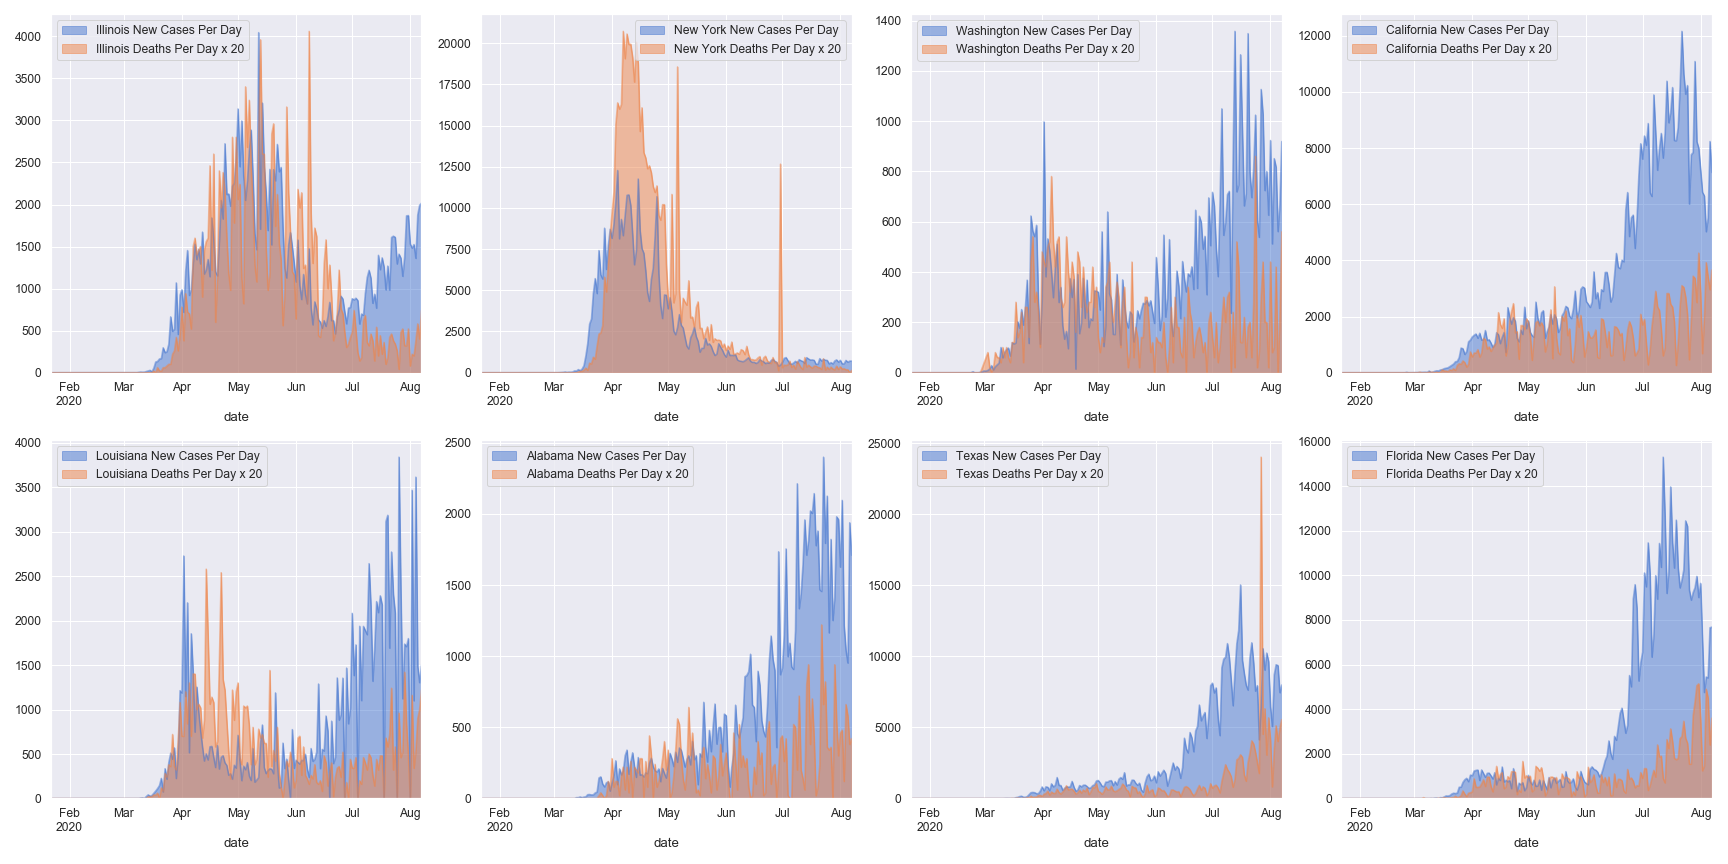 Illinois New Cases Per Day
Illinois Deaths Per Day x 20
4000
3500
3000
2500
2000
1500
1000
500
0
Feb
2020
Mar
Apr
May
Jun
Jul
Aug
date
New York New Cases Per Day
New York Deaths Per Day x 20
20000
17500
15000
12500
10000
7500
5000
2500
0
Feb
2020
Mar
Apr
May
Jun
Jul
Aug
date
Washington New Cases Per Day
Washington Deaths Per Day x 20
1400
1200
1000
800
600
400
200
0
Feb
2020
Mar
Apr
May
Jun
Jul
Aug
date
California New Cases Per Day
California Deaths Per Day x 20
12000
10000
8000
6000
4000
2000
0
Feb
2020
Mar
Apr
May
Jun
Jul
Aug
date
Louisiana New Cases Per Day
Louisiana Deaths Per Day x 20
4000
3500
3000
2500
2000
1500
1000
500
0
Feb
2020
Mar
Apr
May
Jun
Jul
Aug
date
Alabama New Cases Per Day
Alabama Deaths Per Day x 20
2500
2000
1500
1000
500
0
Feb
2020
Mar
Apr
May
Jun
Jul
Aug
date
Texas New Cases Per Day
Texas Deaths Per Day x 20
25000
20000
15000
10000
5000
0
Feb
2020
Mar
Apr
May
Jun
Jul
Aug
date
Florida New Cases Per Day
Florida Deaths Per Day x 20
16000
14000
12000
10000
8000
6000
4000
2000
0
Feb
2020
Mar
Apr
May
Jun
Jul
Aug
date